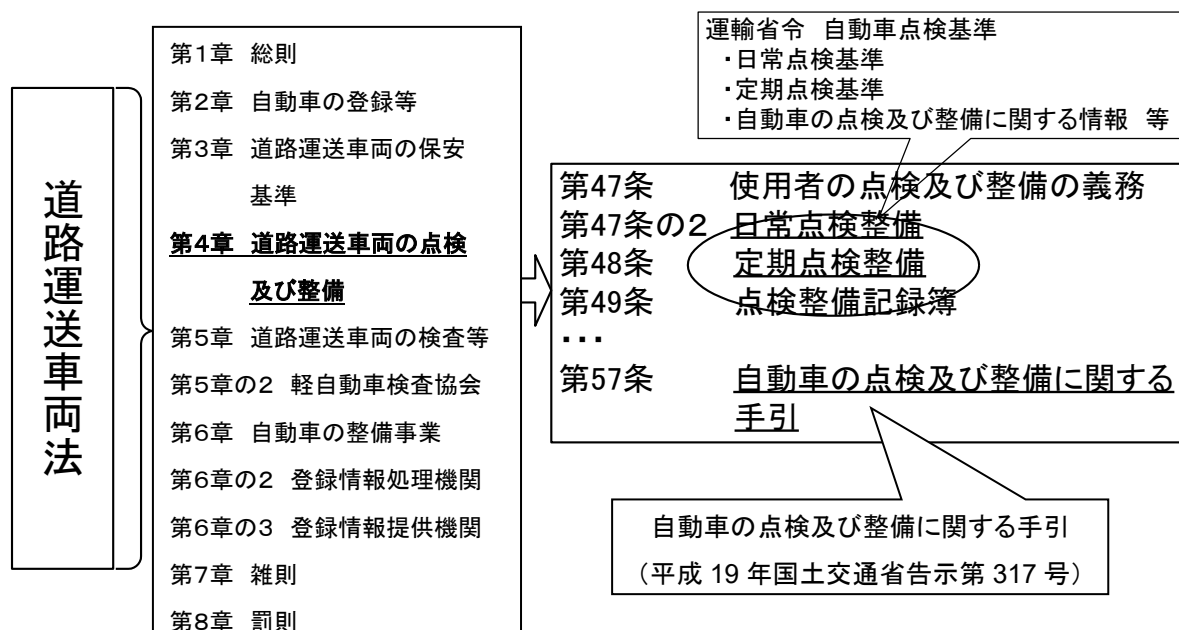 道路運送車両法
第1章 総則
第2章 自動車の登録等
第3章 道路運送車両の保安
基準
第4章 道路運送車両の点検
及び整備
第5章 道路運送車両の検査等
第5章の2 軽自動車検査協会
第6章 自動車の整備事業
第6章の2 登録情報処理機関
第6章の3 登録情報提供機関
第7章 雑則
第8章 罰則
運輸省令 自動車点検基準
・日常点検基準
・定期点検基準
・自動車の点検及び整備に関する情報 等
第47条 使用者の点検及び整備の義務
第47条の2 日常点検整備
第48条 定期点検整備
第49条 点検整備記録簿
・・・
第57条 自動車の点検及び整備に関する
手引
自動車の点検及び整備に関する手引
（平成 19 年国土交通省告示第 317 号）